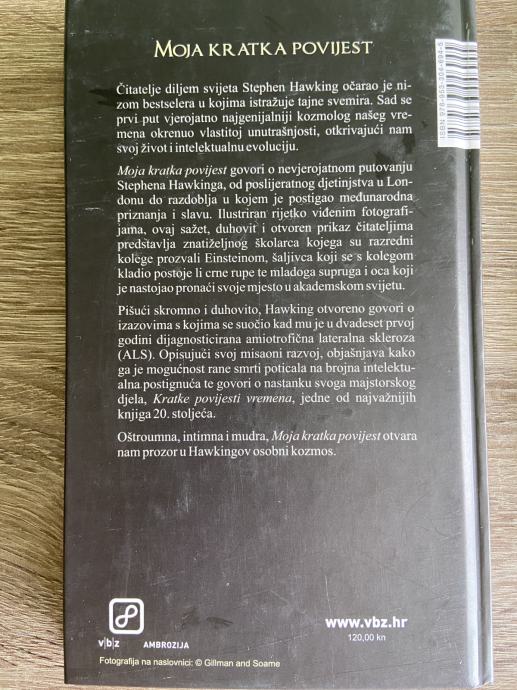 MOJA KRATKA POVIJEST
Čitatelje diljem svijeta Stephen Hawking očarao je ni-
zom bestselera u kojima istražuje tajne svemira. Sad se
prvi put vjerojatno najgenijalniji kozmolog našeg vre-
mena okrenuo vlastitoj unutrašnjosti, otkrivajući nam
svoj život i intelektualnu evoluciju.
Moja kratka povijest govori o nevjerojatnom putovanju
Stephena Hawkinga, od poslijeratnog djetinjstva u Lon-
donu do razdoblja u kojem je postigao međunarodna
priznanja i slavu. Ilustriran rijetko viđenim fotografi-
jama, ovaj sažet, duhovit i otvoren prikaz čitateljima
predstavlja znatiželjnog školarca kojega su razredni
kolege prozvali Einsteinom, šaljivca koji se s kolegom
kladio postoje li crne rupe te mladoga supruga i oca koji
je nastojao pronaći svoje mjesto u akademskom svijetu.
Pišući skromno i duhovito, Hawking otvoreno govori o
izazovima s kojima se suočio kad mu je u dvadeset prvoj
godini dijagnosticirana amiotrofična lateralna skleroza
(ALS). Opisujući svoj misaoni razvoj, objašnjava kako
ga je mogućnost rane smrti poticala na brojna intelektu-
alna postignuća te govori o nastanku svoga majstorskog
djela, Kratke povijesti vremena, jedne od najvažnijih
knjiga 20. stoljeća.
Oštroumna, intimna i mudra, Moja kratka povijest otvara
nam prozor u Hawkingov osobni kozmos.
ISBN 978-953-304-694-5
v|b|z
AMBROZIJA
www.vbz.hr
120,00 kn
Fotografija na naslovnici: © Gillman and Soame